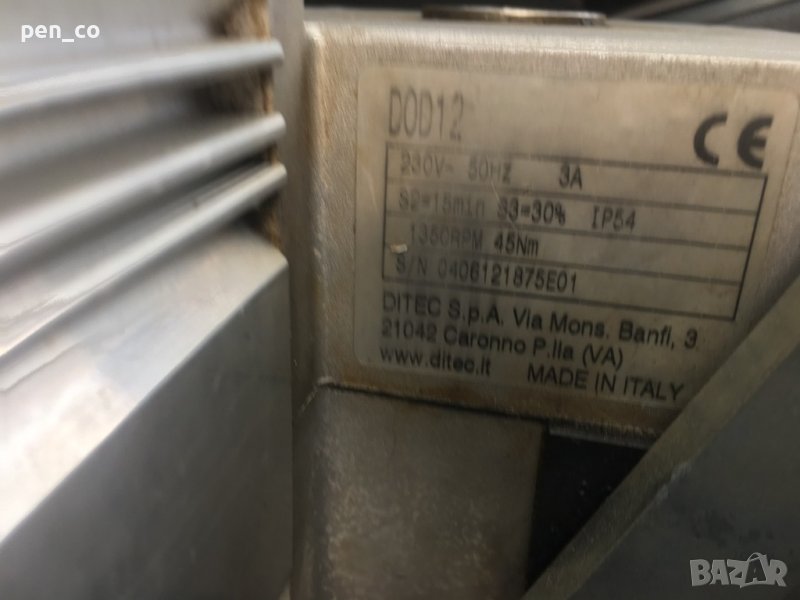 pen_co
DOD12
CE
230V~ 50HZ 3A
S2=15min S3=30% IP54
1350RPM 45Nm
S/N 0406121875E01
DITEC S.p.A. Via Mons. Banfi, 3
21042 Caronno P.lla (VA)
www.ditec.it MADE IN ITALY
BAZAR